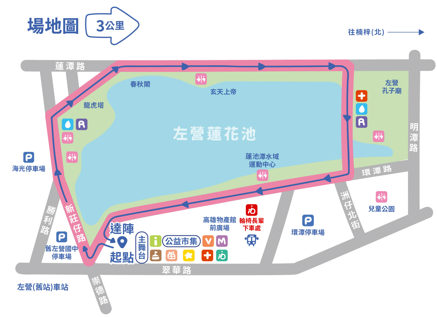 場地圖 3公里
往楠梓(北)
蓮潭路
春秋閣
玄天上帝
左營
孔子廟
龍虎塔
A
A
左營蓮花池
明潭路
蓮池潭水域
運動中心
環潭路
P
海光停車場
勝利路
新莊仔路
洲仔北街
兒童公園
P
舊左營國中
停車場
達陣
起點
主舞台
i 公益市集 V M
高雄物產館
前廣場
輪椅長輩
下車處
P
環潭停車場
翠華路
崇德路
左營(舊站)車站